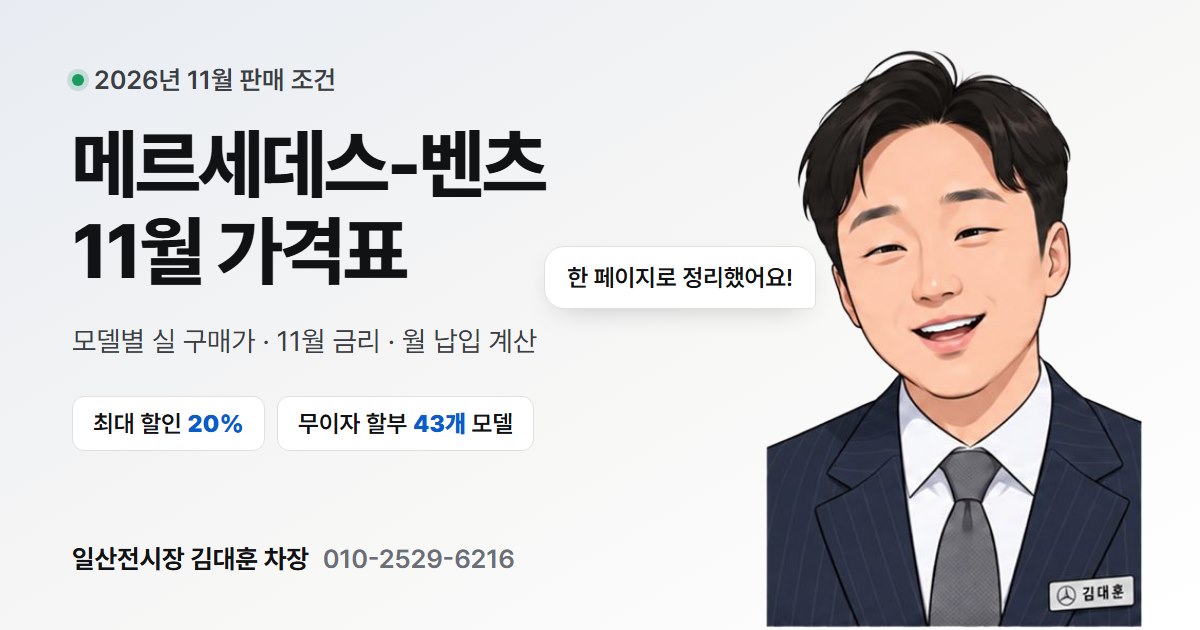 2026년 11월 판매 조건
메르세데스-벤츠
11월 가격표
한 페이지로 정리했어요!
모델별 실 구매가 · 11월 금리 · 월 납입 계산
최대 할인 20%
무이자 할부 43개 모델
일산전시장 김대훈 차장 010-2529-6216
김대훈